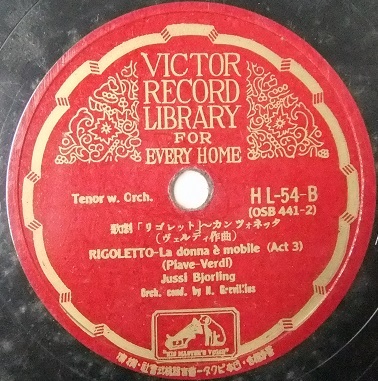 VICTOR
RECORD
LIBRARY
FOR
EVERY HOME
Tenor w. Orch.
HL-54-B
(OSB 441-2)
歌劇「リゴレット」〜カンツォネッタ
(ヴェルディ作曲)
RIGOLETTO-La donna è mobile (Act 3)
(Piave-Verdi)
Jussi Bjorling
Orch. cond. by N. Grevillius
"HIS MASTER'S VOICE"